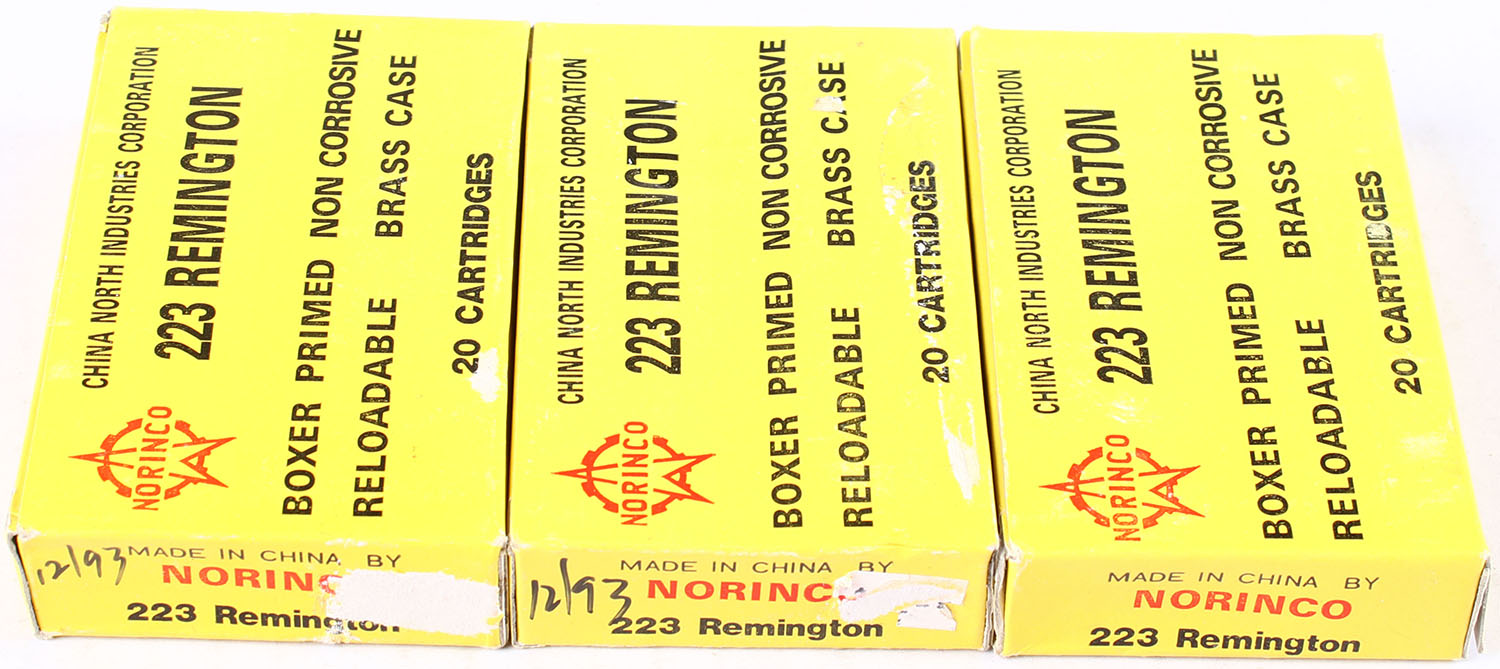 CHINA NORTH INDUSTRIES CORPORATION
223 REMINGTON
BOXER PRIMED NON CORROSIVE
RELOADABLE BRASS CASE
20 CARTRIDGES
NORINCO
12/93
MADE IN CHINA BY
NORINC
223 Remington
CHINA NORTH INDUSTRIES CORPORATION
223 REMINGTON
BOXER PRIMED NON CORROSIVE
RELOADABLE BRASS CASE
20 CARTRIDGES
NORINCO
12/93
MADE IN CHINA BY
NORINC
223 Remington
CHINA NORTH INDUSTRIES CORPORATION
223 REMINGTON
BOXER PRIMED NON CORROSIVE
RELOADABLE BRASS CASE
20 CARTRIDGES
NORINCO
MADE IN CHINA BY
NORINCO
223 Remington